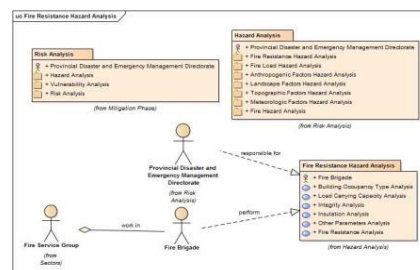 uc Fire Resistance Hazard Analysis
Risk Analysis
+ Provincial Disaster and Emergency Management Directorate
+ Hazard Analysis
+ Vulnerability Analysis
+ Risk Analysis
(from Mitigation Phase)
Hazard Analysis
+ Provincial Disaster and Emergency Management Directorate
+ Fire Resistance Hazard Analysis
+ Fire Load Hazard Analysis
+ Anthropogenic Factors Hazard Analysis
+ Landscape Factors Hazard Analysis
+ Topographic Factors Hazard Analysis
+ Meteorologic Factors Hazard Analysis
+ Fire Hazard Analysis
(from Risk Analysis)
Provincial Disaster and
Emergency Management
Directorate
(from Risk
Analysis)
responsible for
Fire Resistance Hazard Analysis
+ Fire Brigade
+ Building Occupancy Type Analysis
+ Load Carrying Capacity Analysis
+ Integrity Analysis
+ Insulation Analysis
+ Other Parameters Analysis
+ Fire Resistance Analysis
(from Hazard Analysis)
Fire Service Group
(from
Sectors)
work in
Fire Brigade
perform